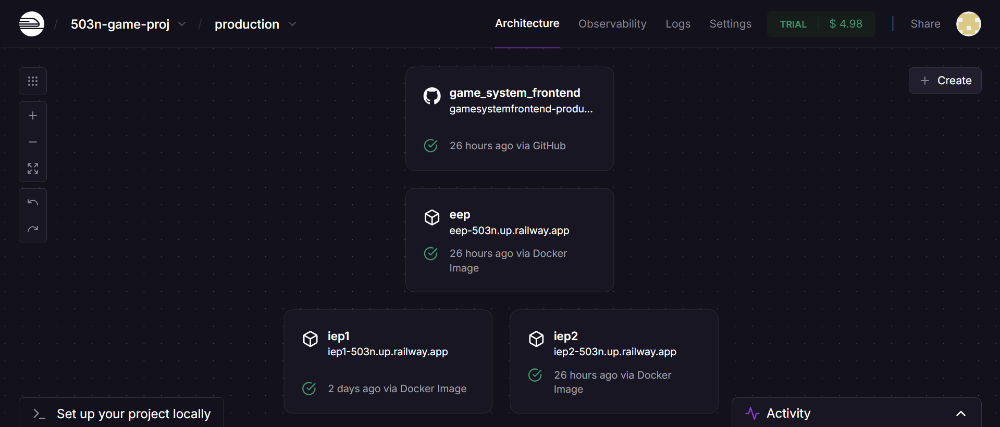 / 503n-game-proj / production
Architecture Observability Logs Settings TRIAL $ 4.98 Share
Create
game_system_frontend
gamesystemfrontend-produ...
26 hours ago via GitHub
eep
eep-503n.up.railway.app
26 hours ago via Docker
Image
iep1
iep1-503n.up.railway.app
2 days ago via Docker Image
iep2
iep2-503n.up.railway.app
26 hours ago via Docker
Image
Set up your project locally
Activity